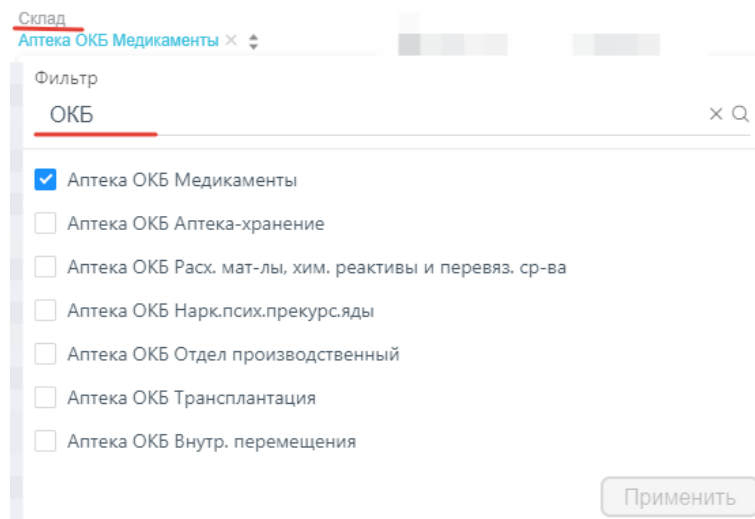 Склад
Аптека ОКБ Медикаменты
Фильтр
ОКБ
Аптека ОКБ Медикаменты
Аптека ОКБ Аптека-хранение
Аптека ОКБ Расх. мат-лы, хим. реактивы и перевяз. ср-ва
Аптека ОКБ Нарк.псих.прекурс.яды
Аптека ОКБ Отдел производственный
Аптека ОКБ Трансплантация
Аптека ОКБ Внутр. перемещения
Применить